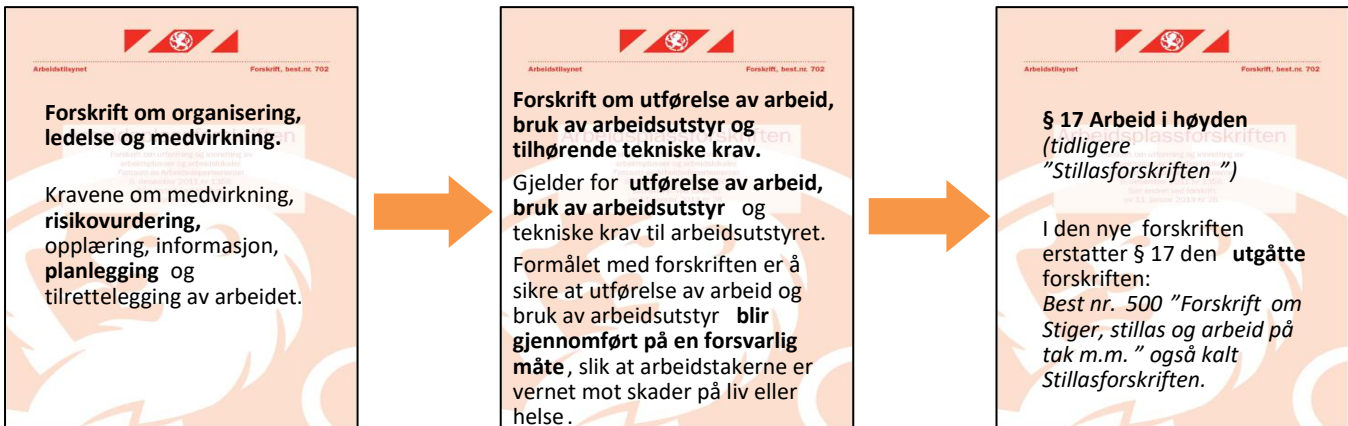 Arbeidstilsynet
Forskrift, best.nr. 702
Forskrift om organisering,
ledelse og medvirkning.
Kravene om medvirkning,
risikovurdering,
opplæring, informasjon,
planlegging og
tilrettelegging av arbeidet.
Arbeidstilsynet
Forskrift, best.nr. 702
Forskrift om utførelse av arbeid,
bruk av arbeidsutstyr og
tilhørende tekniske krav.
Arbeidsplassforskriften
Gjelder for utførelse av arbeid,
bruk av arbeidsutstyr og
tekniske krav til arbeidsutstyret.
Formålet med forskriften er å
sikre at utførelse av arbeid og
bruk av arbeidsutstyr blir
gjennomført på en forsvarlig
måte, slik at arbeidstakerne er
vernet mot skader på liv eller
helse.
Arbeidstilsynet
Forskrift, best.nr. 702
§ 17 Arbeid i høyden
Arbeidsplassforskriften
(tidligere
”Stillasforskriften ”)
I den nye forskriften
erstatter § 17 den utgåtte
forskriften:
Best nr. 500 ”Forskrift om
Stiger, stillas og arbeid på
tak m.m. ” også kalt
Stillasforskriften.